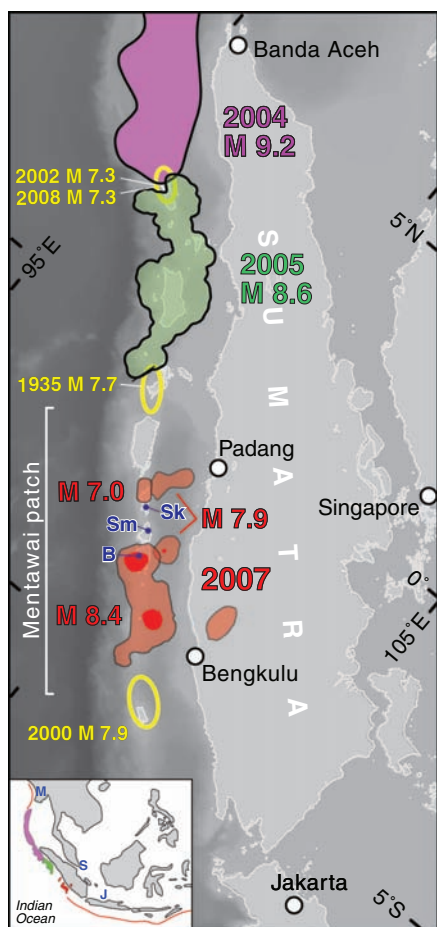 Banda Aceh
2004
M 9.2
2002 M 7.3
2008 M 7.3
5°N
95°E
2005
M 8.6
SUMATRA
1935 M 7.7
Mentawai patch
Padang
M 7.0
Sk
M 7.9
Singapore
Sm
B
2007
0°
M 8.4
105°E
Bengkulu
2000 M 7.9
M
S
J
Indian
Ocean
Jakarta
5°S